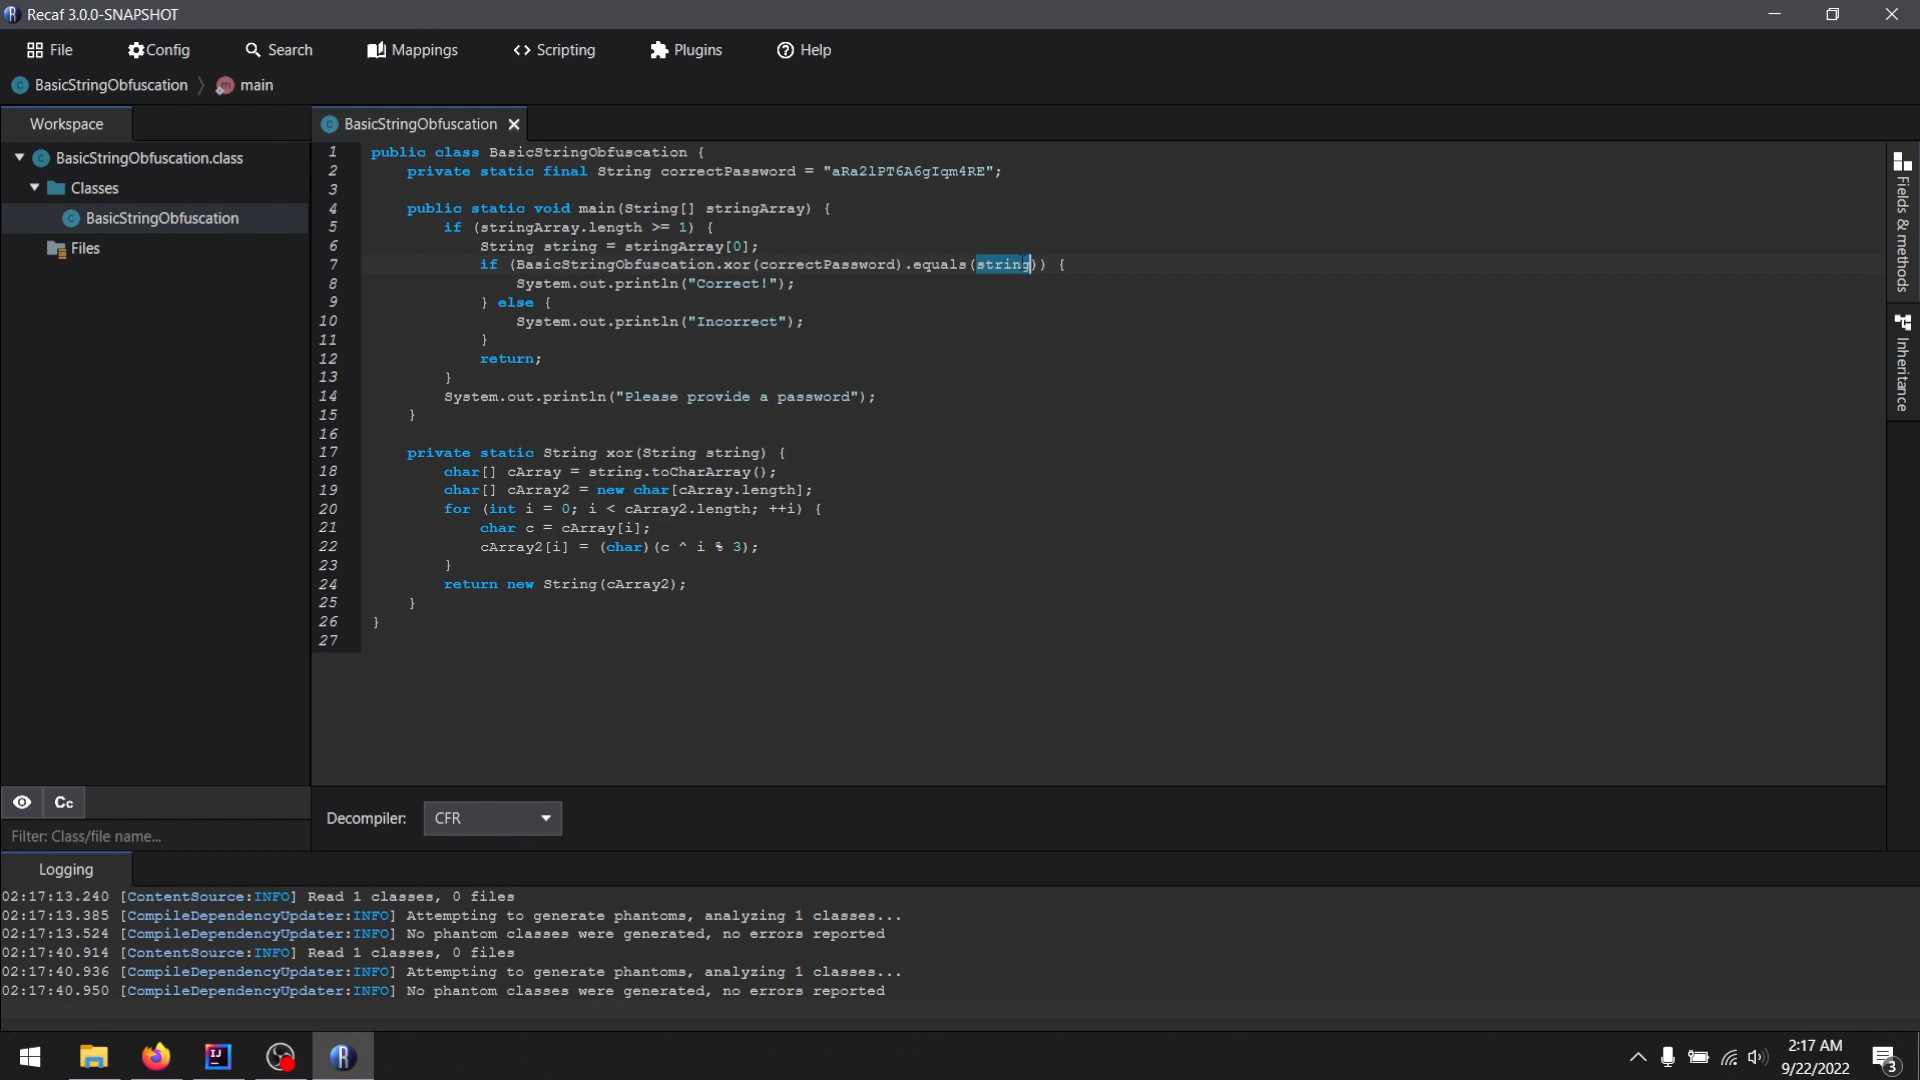 Recaf 3.0.0-SNAPSHOT
File Config Search Mappings Scripting Plugins Help
BasicStringObfuscation main
Workspace
BasicStringObfuscation.class
Classes
BasicStringObfuscation
Files
BasicStringObfuscation
1 public class BasicStringObfuscation {
2 private static final String correctPassword = "aRa2lPT6A6gIqm4RE";
3
4 public static void main(String[] stringArray) {
5 if (stringArray.length >= 1) {
6 String string = stringArray[0];
7 if (BasicStringObfuscation.xor(correctPassword).equals(string)) {
8 System.out.println("Correct!");
9 } else {
10 System.out.println("Incorrect");
11 }
12 return;
13 }
14 System.out.println("Please provide a password");
15 }
16
17 private static String xor(String string) {
18 char[] cArray = string.toCharArray();
19 char[] cArray2 = new char[cArray.length];
20 for (int i = 0; i < cArray2.length; ++i) {
21 char c = cArray[i];
22 cArray2[i] = (char)(c ^ i % 3);
23 }
24 return new String(cArray2);
25 }
26 }
27
Fields & methods
Inheritance
Cc
Filter: Class/file name...
Decompiler: CFR
Logging
02:17:13.240 [ContentSource:INFO] Read 1 classes, 0 files
02:17:13.385 [CompileDependencyUpdater:INFO] Attempting to generate phantoms, analyzing 1 classes...
02:17:13.524 [CompileDependencyUpdater:INFO] No phantom classes were generated, no errors reported
02:17:40.914 [ContentSource:INFO] Read 1 classes, 0 files
02:17:40.936 [CompileDependencyUpdater:INFO] Attempting to generate phantoms, analyzing 1 classes...
02:17:40.950 [CompileDependencyUpdater:INFO] No phantom classes were generated, no errors reported
2:17 AM
9/22/2022
3